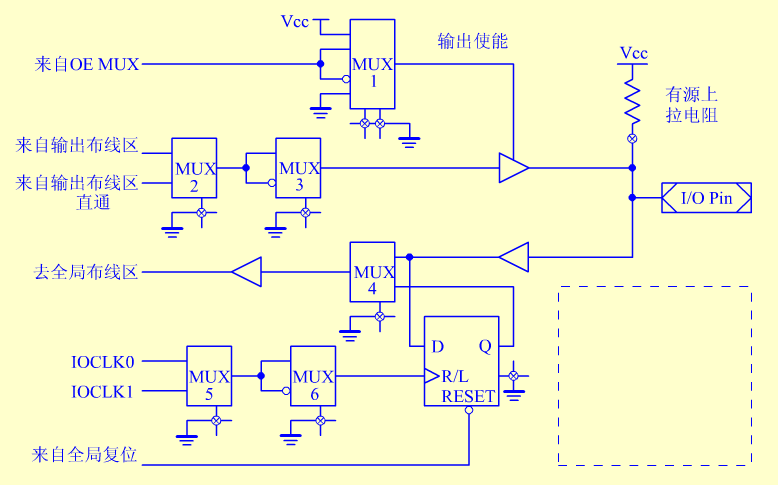 Vcc
输出使能
来自OE MUX
MUX
1
Vcc
有源上
拉电阻
来自输出布线区
来自输出布线区
直通
MUX
2
MUX
3
I/O Pin
去全局布线区
MUX
4
D
Q
R/L
RESET
IOCLK0
IOCLK1
MUX
5
MUX
6
来自全局复位